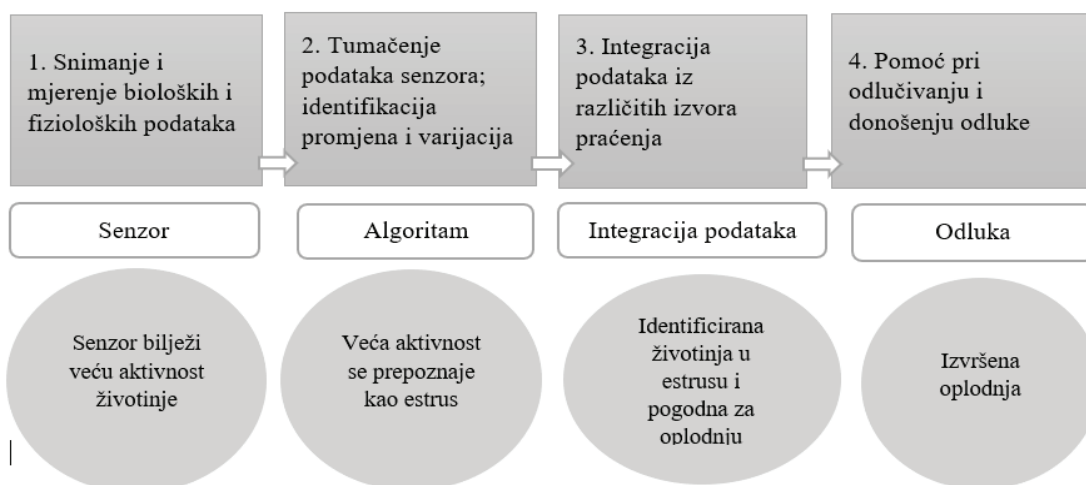 1. Snimanje i
mjerenje bioloških i
fizioloških podataka
2. Tumačenje
podataka senzora;
identifikacija
promjena i varijacija
3. Integracija
podataka iz
različitih izvora
praćenja
4. Pomoć pri
odlučivanju i
donošenju odluke
Senzor
Algoritam
Integracija podataka
Odluka
Senzor bilježi
veću aktivnost
životinje
Veća aktivnost
se prepoznaje
kao estrus
Identificirana
životinja u
estrusu i
pogodna za
oplodnju
Izvršena
oplodnja